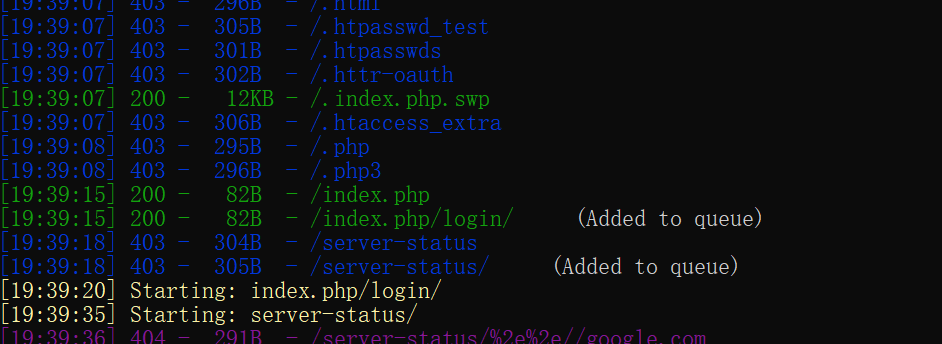 [19:39:07] 403 - 296B - /.html
[19:39:07] 403 - 305B - /.htpasswd_test
[19:39:07] 403 - 301B - /.htpasswds
[19:39:07] 403 - 302B - /.httr-oauth
[19:39:07] 200 - 12KB - /.index.php.swp
[19:39:07] 403 - 306B - /.htaccess_extra
[19:39:08] 403 - 295B - /.php
[19:39:08] 403 - 296B - /.php3
[19:39:15] 200 - 82B - /index.php
[19:39:15] 200 - 82B - /index.php/login/ (Added to queue)
[19:39:18] 403 - 304B - /server-status
[19:39:18] 403 - 305B - /server-status/ (Added to queue)
[19:39:20] Starting: index.php/login/
[19:39:35] Starting: server-status/
[19:39:36] 404 - 291B - /server-status/%2e%2e//google.com